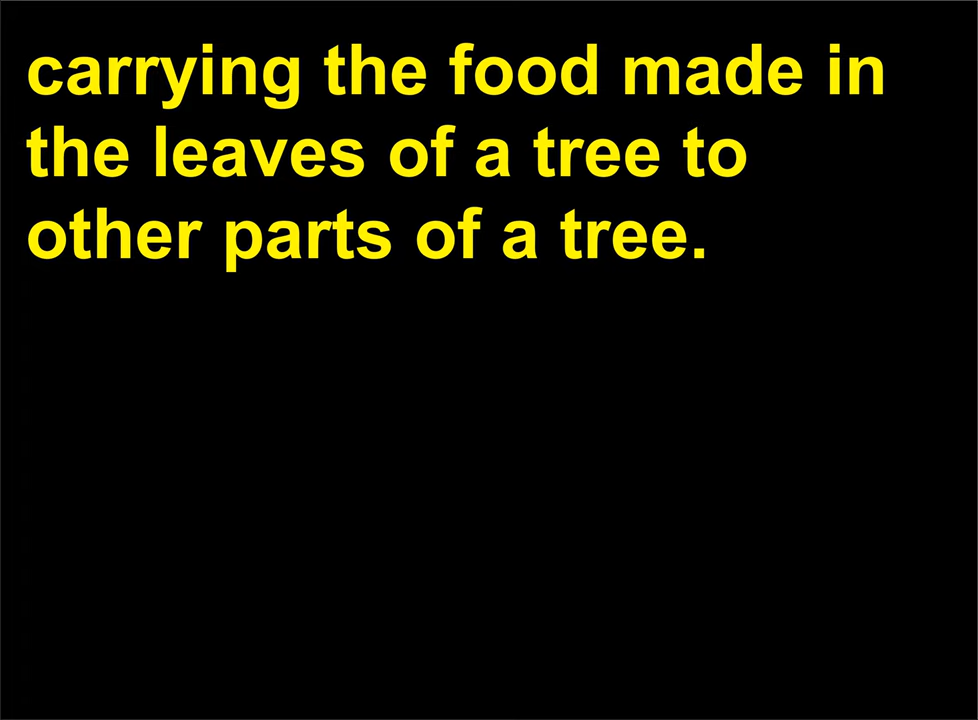 carrying the food made in
the leaves of a tree to
other parts of a tree.